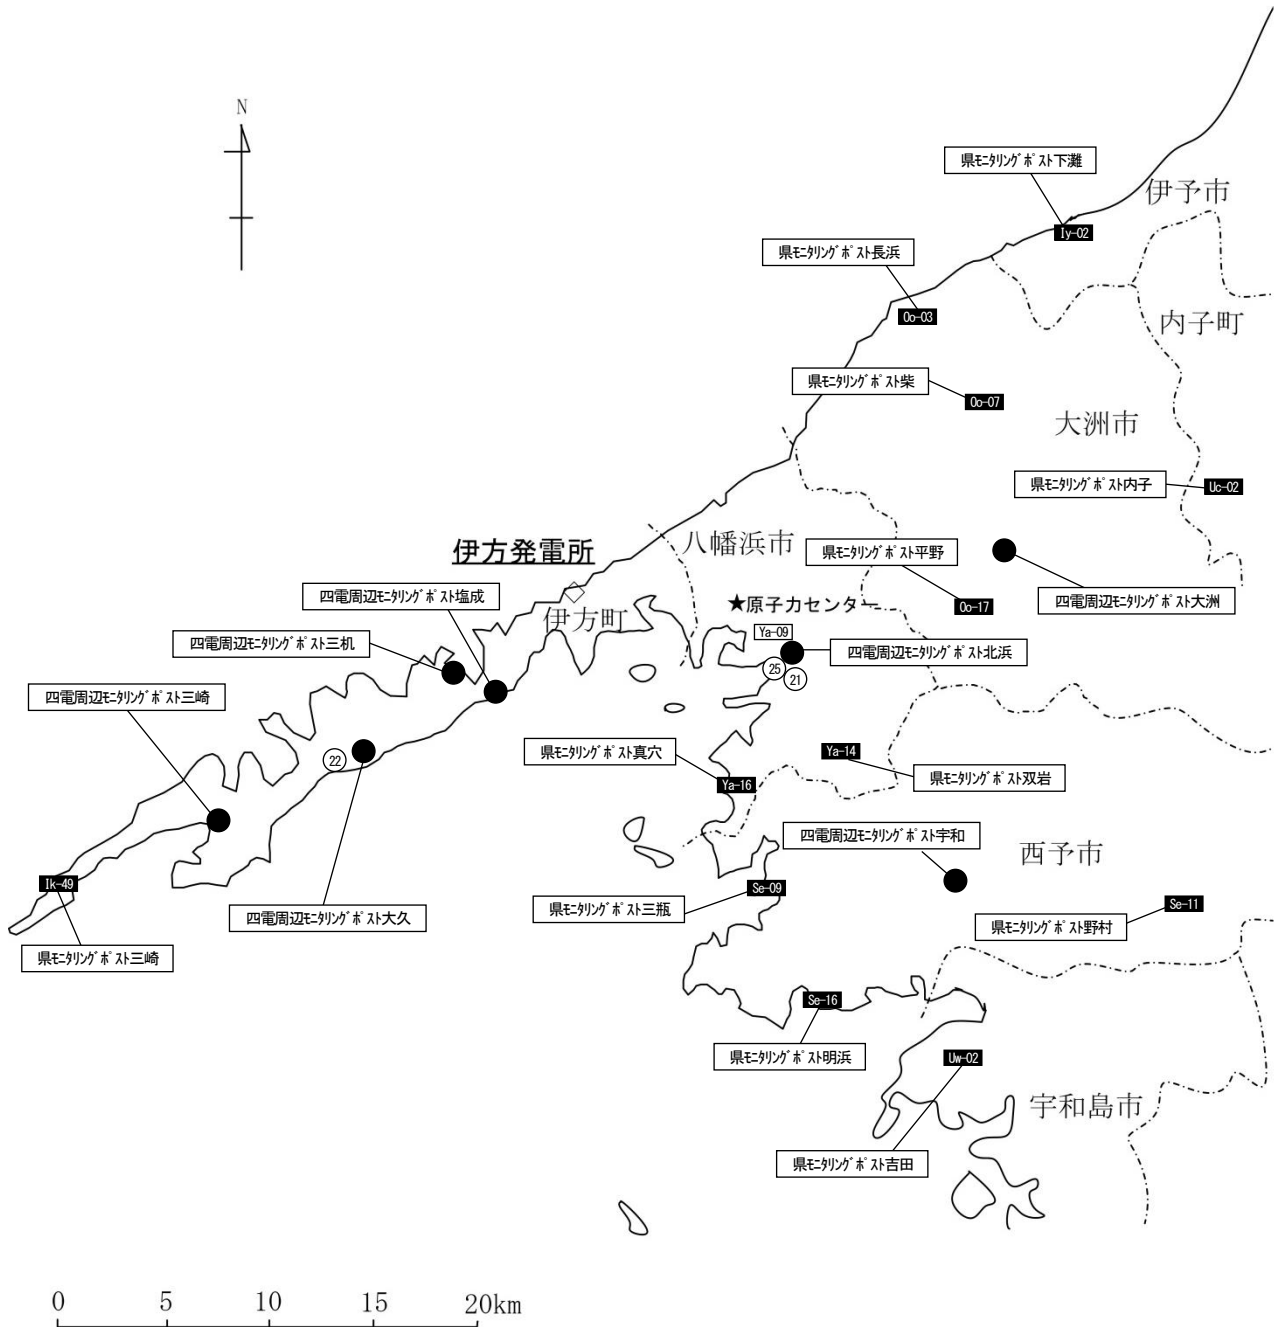 N
県ﾓﾆﾀﾘﾝｸﾞﾎﾟｽﾄ下灘
伊予市
Iy-02
県ﾓﾆﾀﾘﾝｸﾞﾎﾟｽﾄ長浜
Oo-03
内子町
県ﾓﾆﾀﾘﾝｸﾞﾎﾟｽﾄ柴
Oo-07
大洲市
県ﾓﾆﾀﾘﾝｸﾞﾎﾟｽﾄ内子
Uc-02
伊方発電所
八幡浜市
県ﾓﾆﾀﾘﾝｸﾞﾎﾟｽﾄ平野
四電周辺ﾓﾆﾀﾘﾝｸﾞﾎﾟｽﾄ塩成
伊方町
★原子力センター
Oo-17
四電周辺ﾓﾆﾀﾘﾝｸﾞﾎﾟｽﾄ大洲
四電周辺ﾓﾆﾀﾘﾝｸﾞﾎﾟｽﾄ三机
Ya-09
四電周辺ﾓﾆﾀﾘﾝｸﾞﾎﾟｽﾄ北浜
25
21
四電周辺ﾓﾆﾀﾘﾝｸﾞﾎﾟｽﾄ三崎
22
県ﾓﾆﾀﾘﾝｸﾞﾎﾟｽﾄ真穴
Ya-14
Ya-16
県ﾓﾆﾀﾘﾝｸﾞﾎﾟｽﾄ双岩
四電周辺ﾓﾆﾀﾘﾝｸﾞﾎﾟｽﾄ宇和
西予市
Ik-49
四電周辺ﾓﾆﾀﾘﾝｸﾞﾎﾟｽﾄ大久
県ﾓﾆﾀﾘﾝｸﾞﾎﾟｽﾄ三瓶
Se-09
Se-11
県ﾓﾆﾀﾘﾝｸﾞﾎﾟｽﾄ野村
県ﾓﾆﾀﾘﾝｸﾞﾎﾟｽﾄ三崎
Se-16
県ﾓﾆﾀﾘﾝｸﾞﾎﾟｽﾄ明浜
Uw-02
宇和島市
県ﾓﾆﾀﾘﾝｸﾞﾎﾟｽﾄ吉田
0 5 10 15 20km